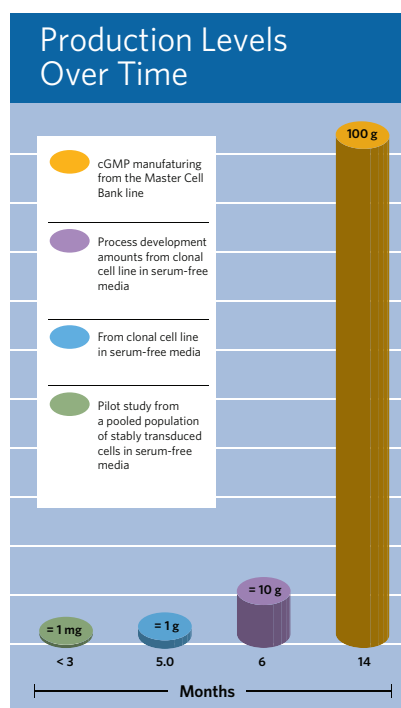 Production Levels
Over Time
100 g
cGMP manufaturing
from the Master Cell
Bank line
Process development
amounts from clonal
cell line in serum-free
media
From clonal cell line
in serum-free media
Pilot study from
a pooled population
of stably transduced
cells in serum-free
media
= 1 mg
= 1 g
= 10 g
< 3
5.0
6
14
Months